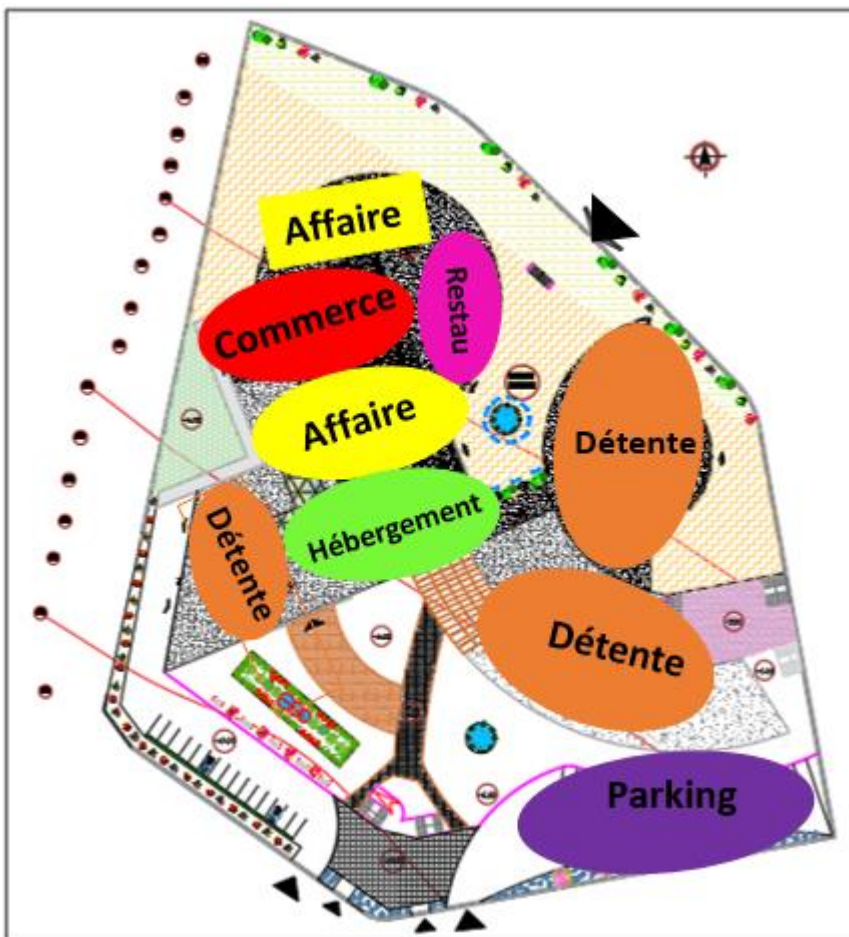 Affaire
Commerce
Restau
Affaire
Détente
Hébergement
Détente
Détente
Parking